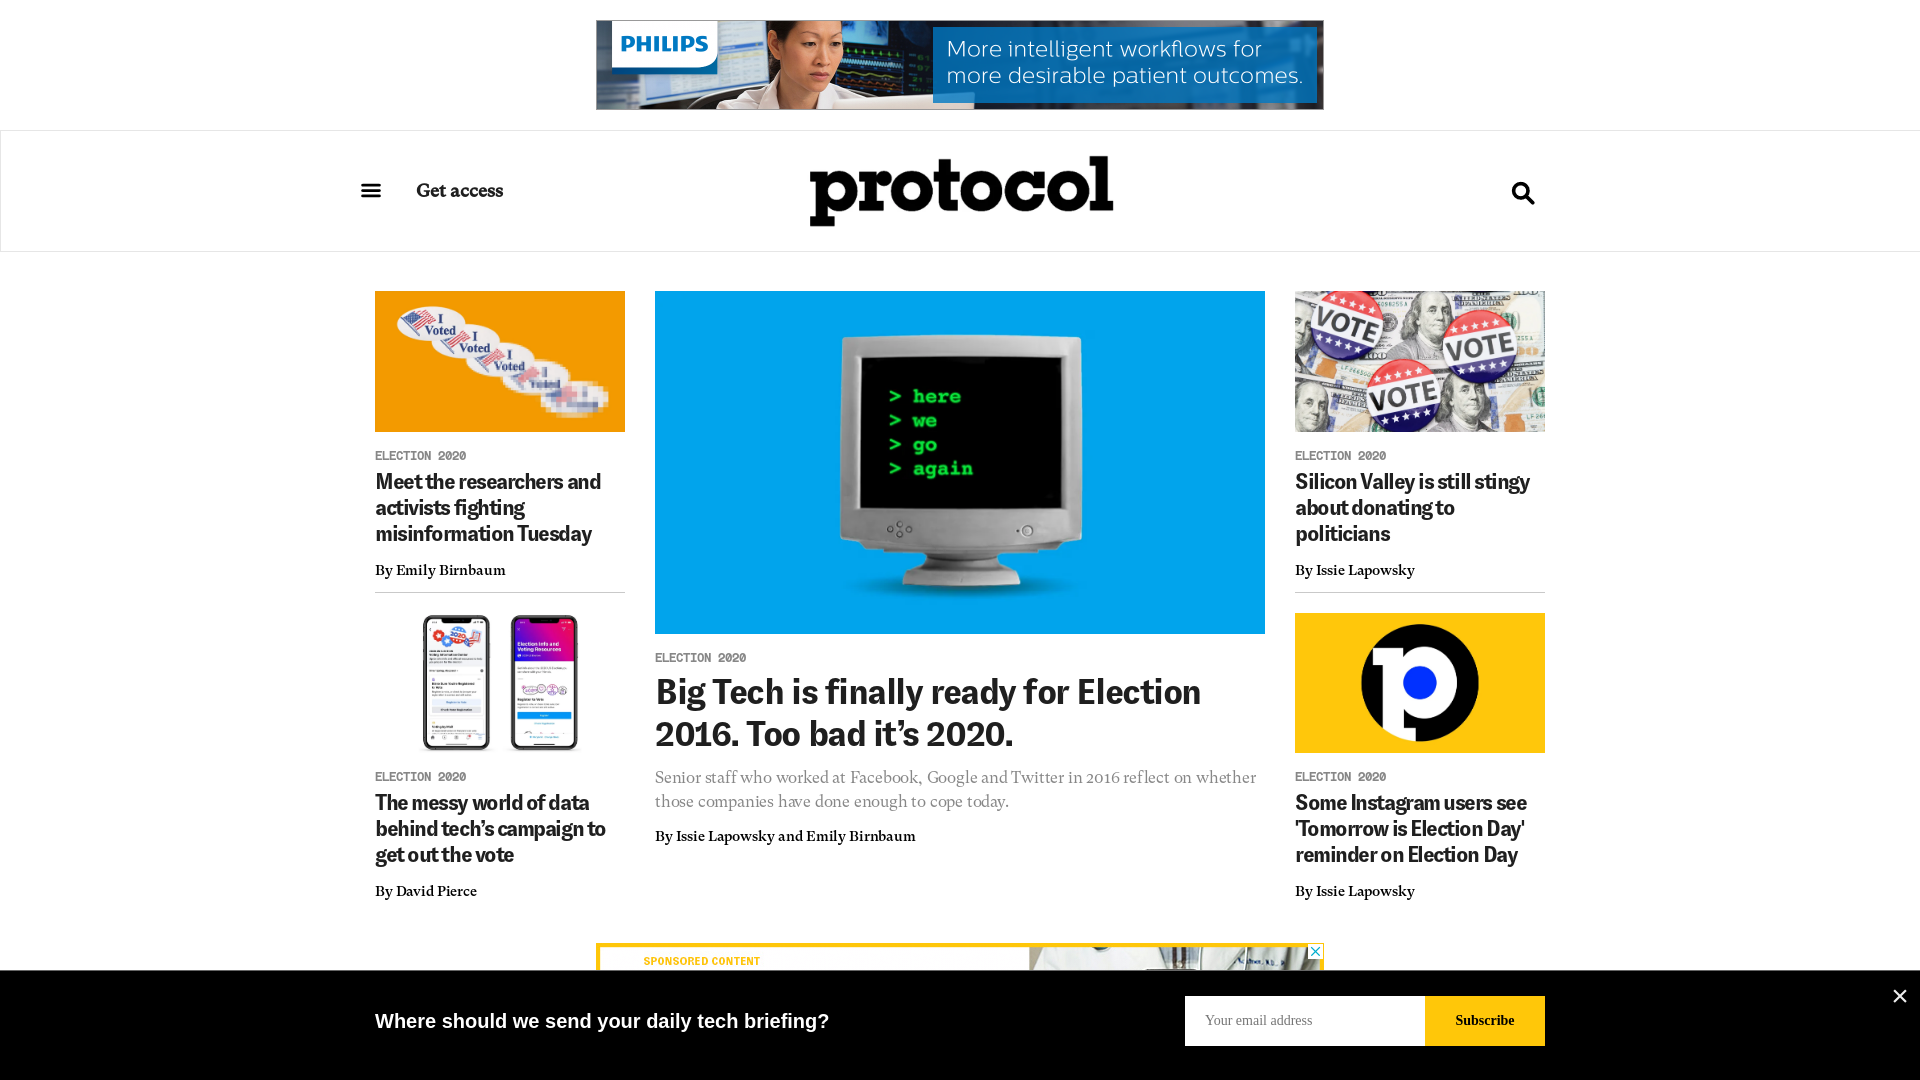 PHILIPS
More intelligent workflows for
more desirable patient outcomes.
Get access
protocol
I
Voted
I
Voted
I
Voted
I
Voted
ELECTION 2020
Meet the researchers and
activists fighting
misinformation Tuesday
By Emily Birnbaum
ELECTION 2020
The messy world of data
behind tech’s campaign to
get out the vote
By David Pierce
> here
> we
> go
> again
ELECTION 2020
Big Tech is finally ready for Election
2016. Too bad it’s 2020.
Senior staff who worked at Facebook, Google and Twitter in 2016 reflect on whether
those companies have done enough to cope today.
By Issie Lapowsky and Emily Birnbaum
VOTE
VOTE
VOTE
ELECTION 2020
Silicon Valley is still stingy
about donating to
politicians
By Issie Lapowsky
p
ELECTION 2020
Some Instagram users see
'Tomorrow is Election Day'
reminder on Election Day
By Issie Lapowsky
SPONSORED CONTENT
Where should we send your daily tech briefing?
Your email address
Subscribe